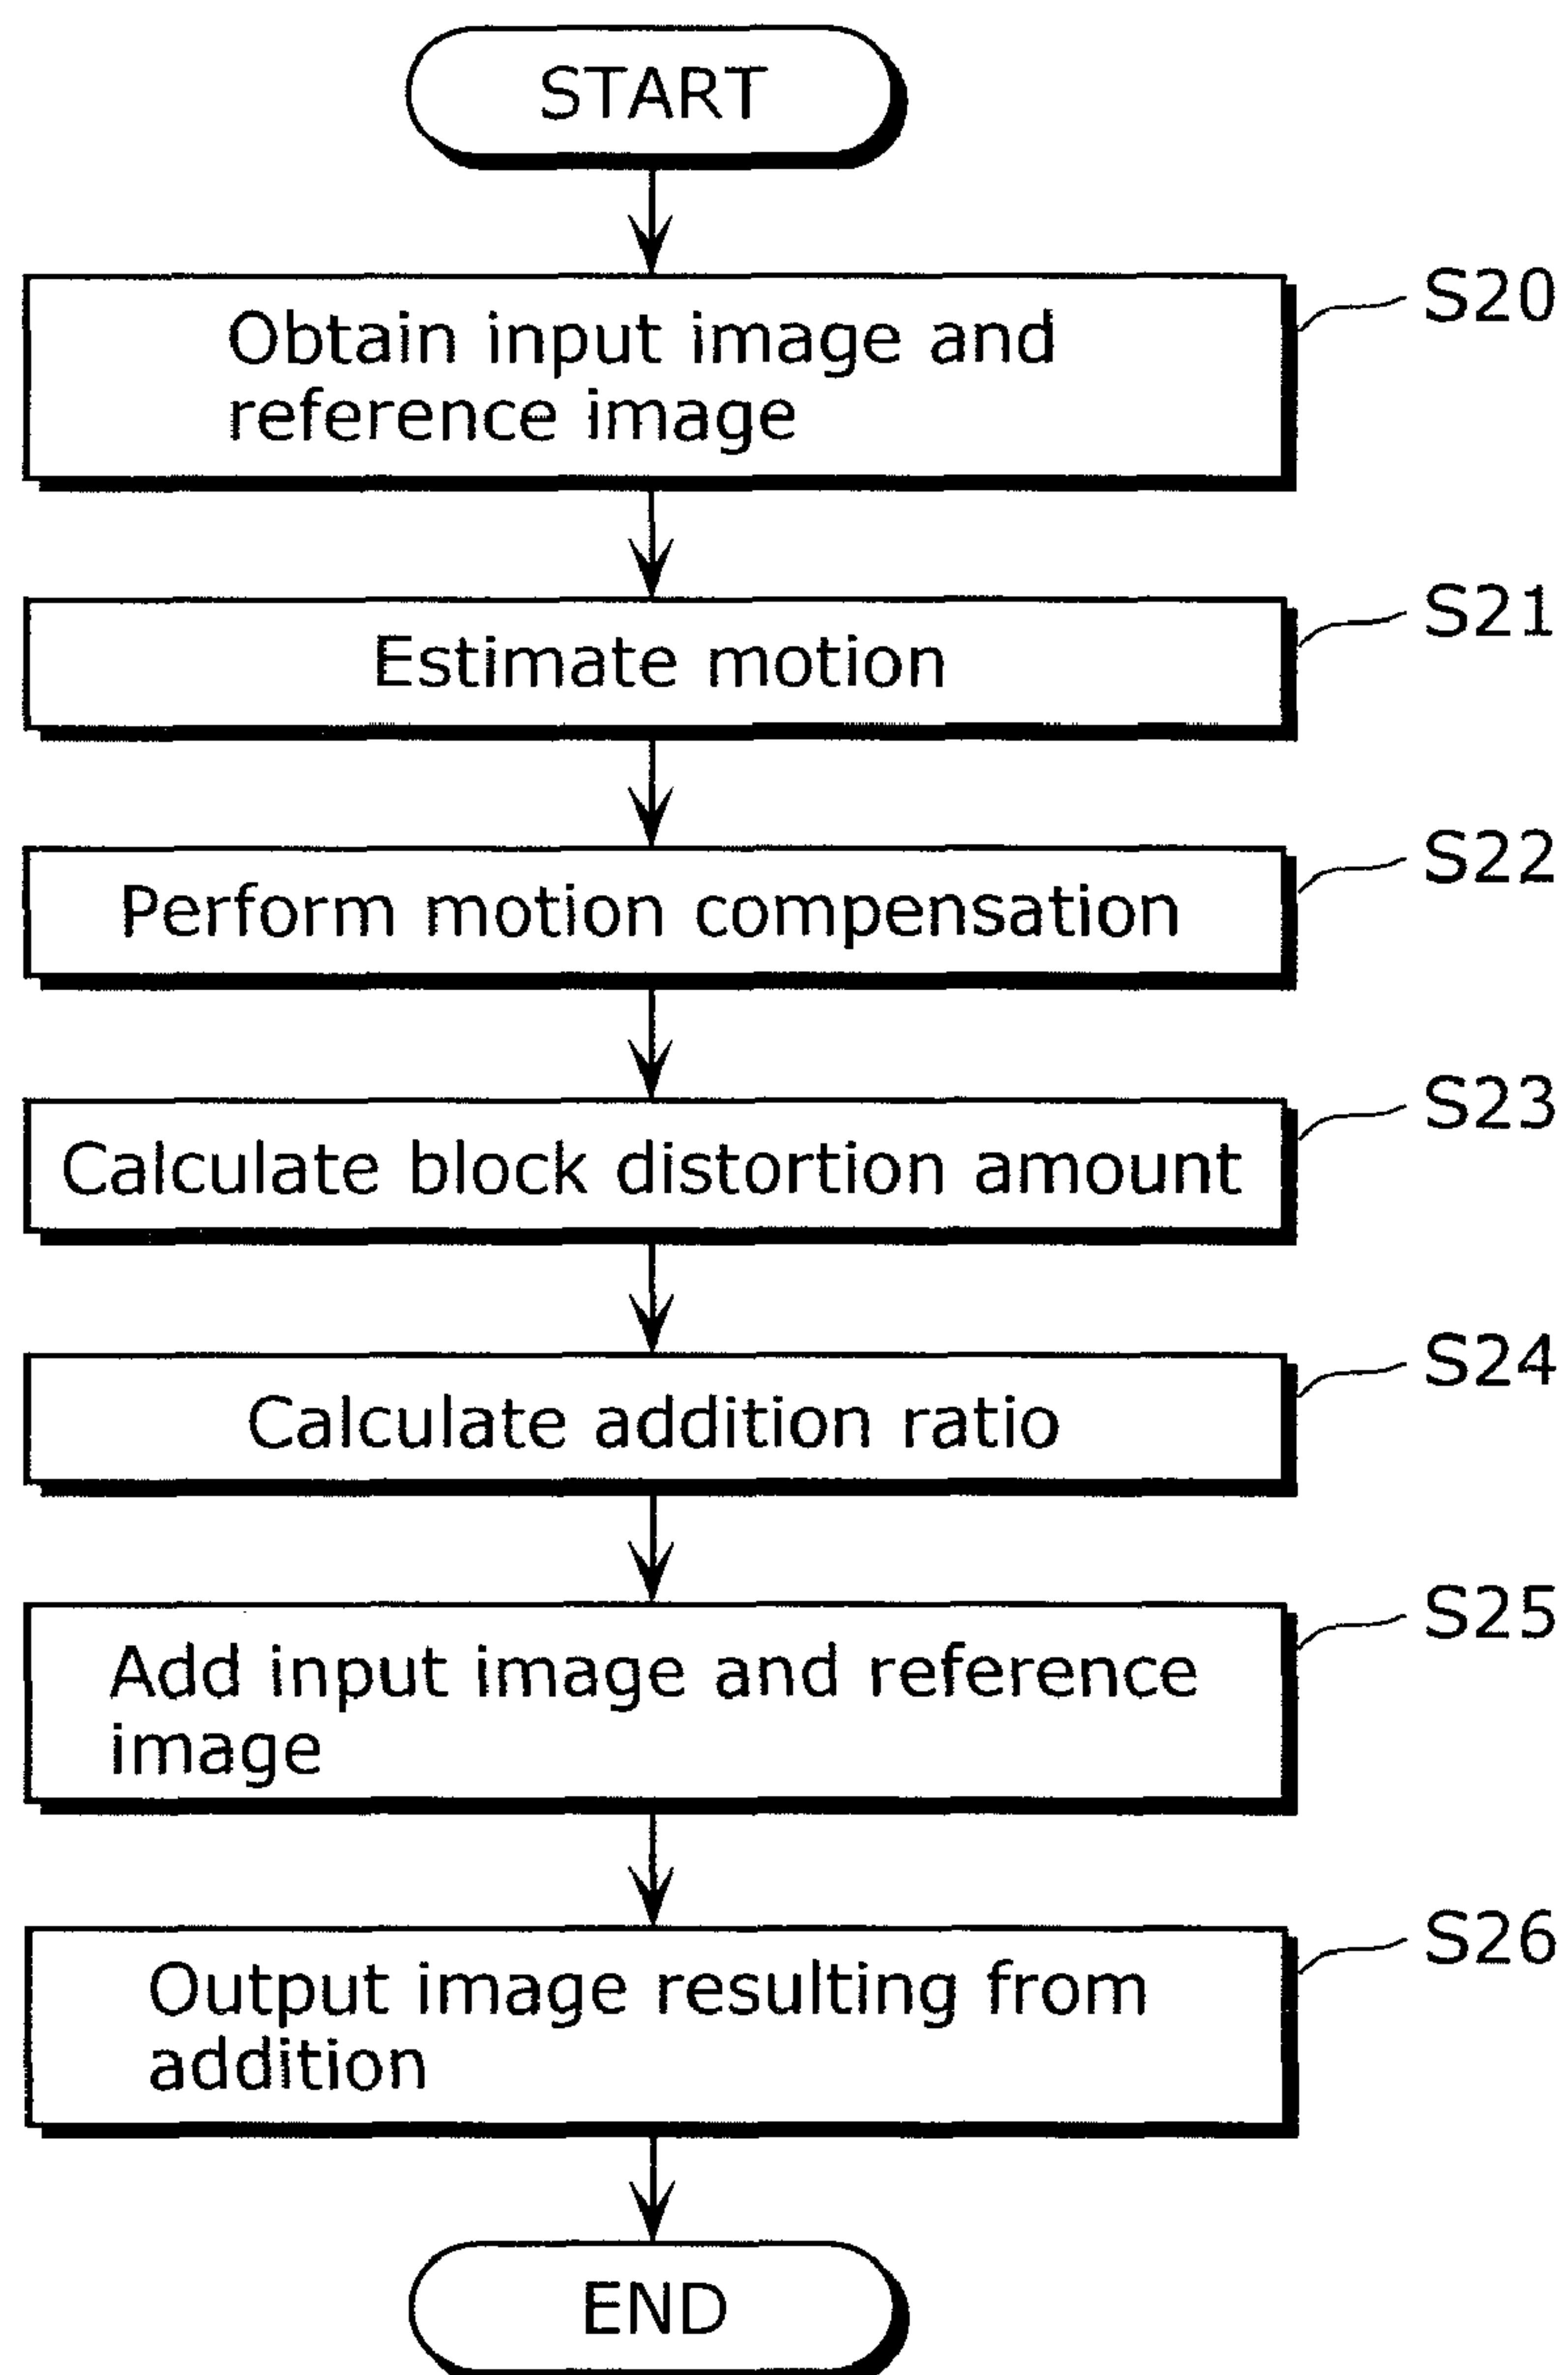 START
Obtain input image and
reference image
S20
Estimate motion
S21
Perform motion compensation
S22
Calculate block distortion amount
S23
Calculate addition ratio
S24
Add input image and reference
image
S25
Output image resulting from
addition
S26
END